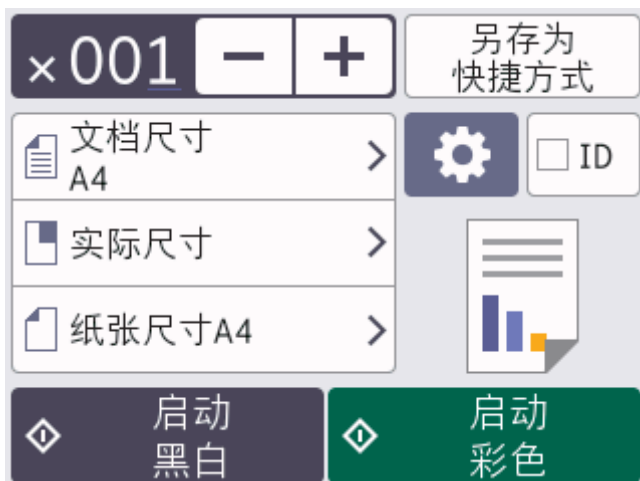 ×001 − +
另存为
快捷方式
文档尺寸
A4
ID
实际尺寸
纸张尺寸A4
启动
黑白
启动
彩色